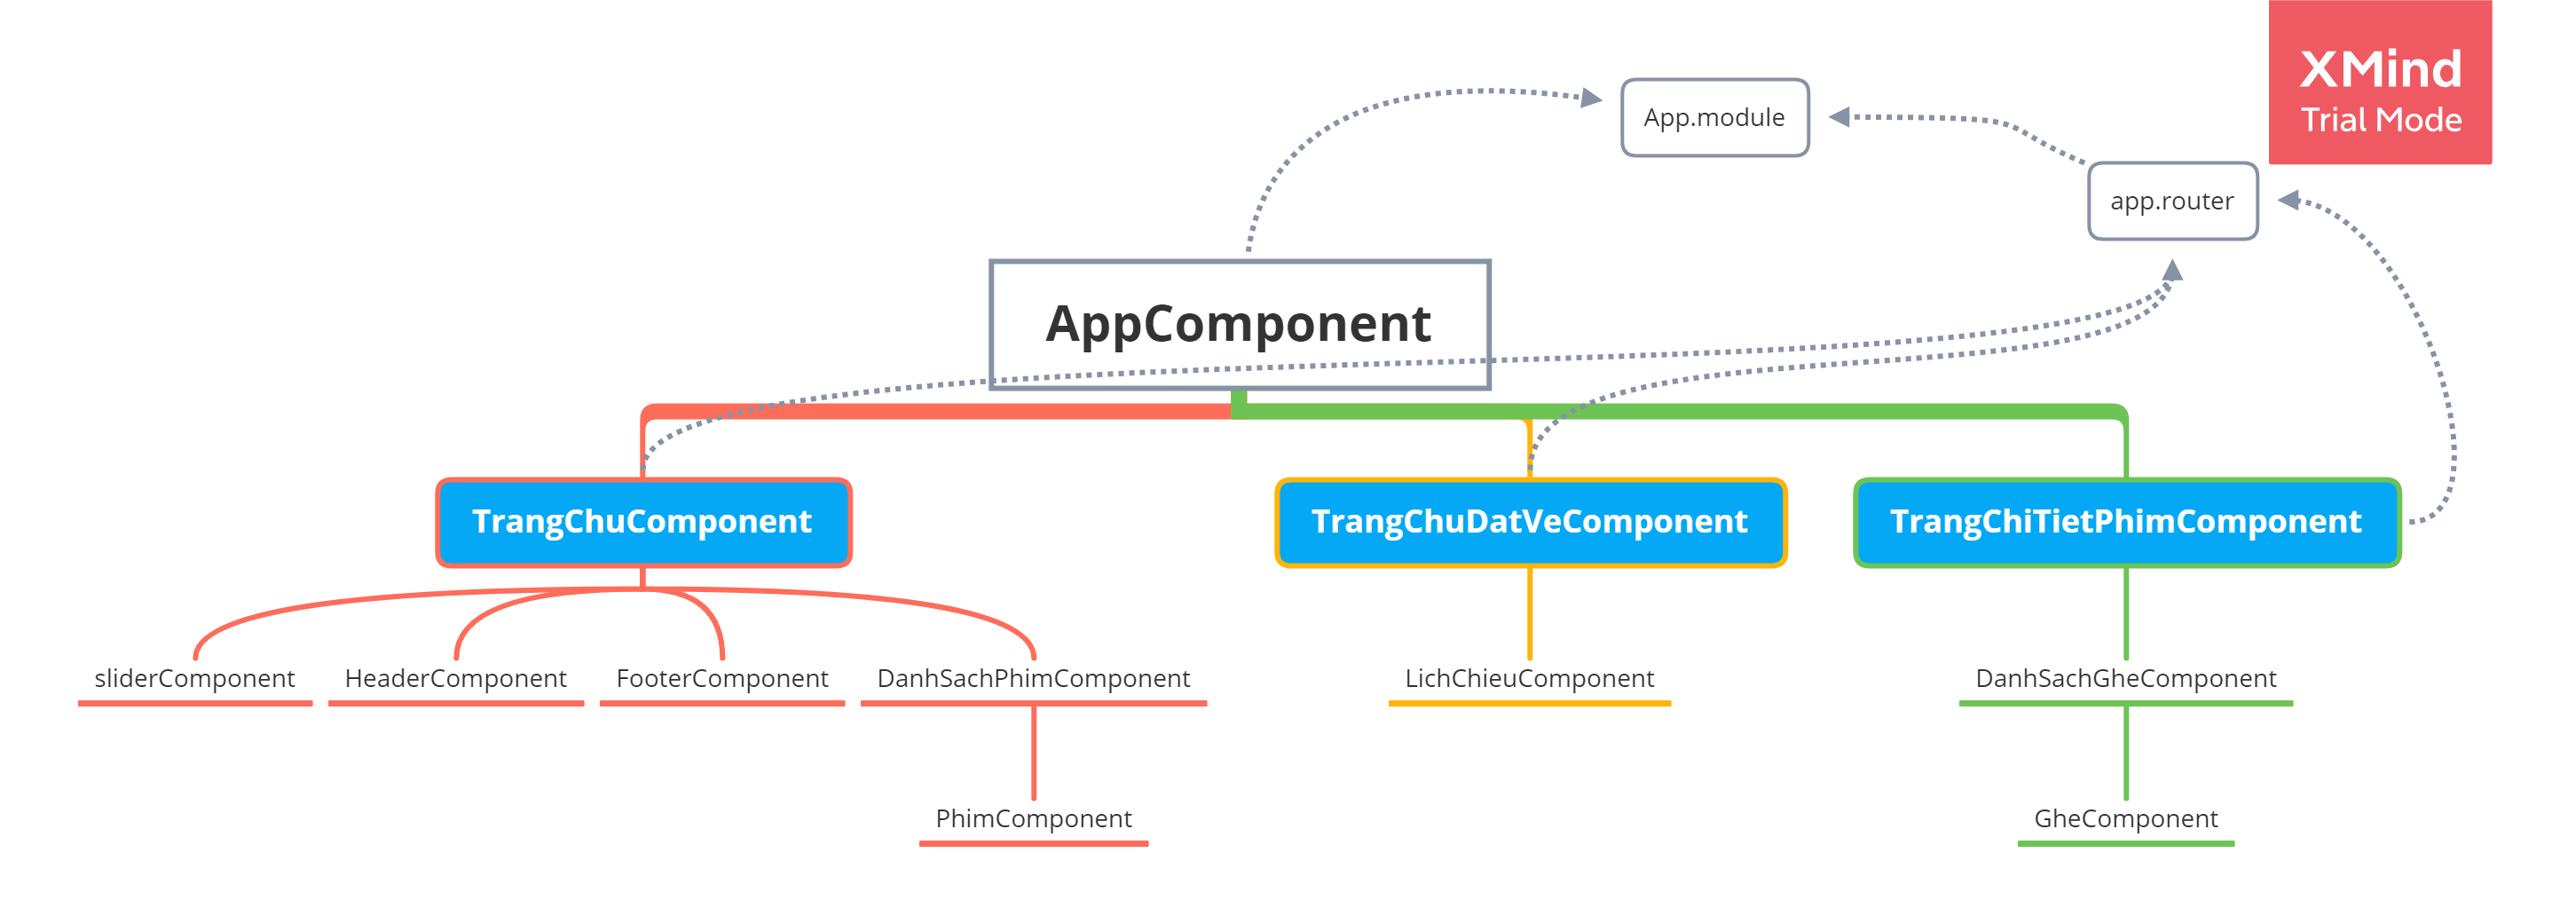 XMind
Trial Mode
App.module
app.router
AppComponent
TrangChuComponent
TrangChuDatVeComponent
TrangChiTietPhimComponent
sliderComponent
HeaderComponent
FooterComponent
DanhSachPhimComponent
LichChieuComponent
DanhSachGheComponent
PhimComponent
GheComponent